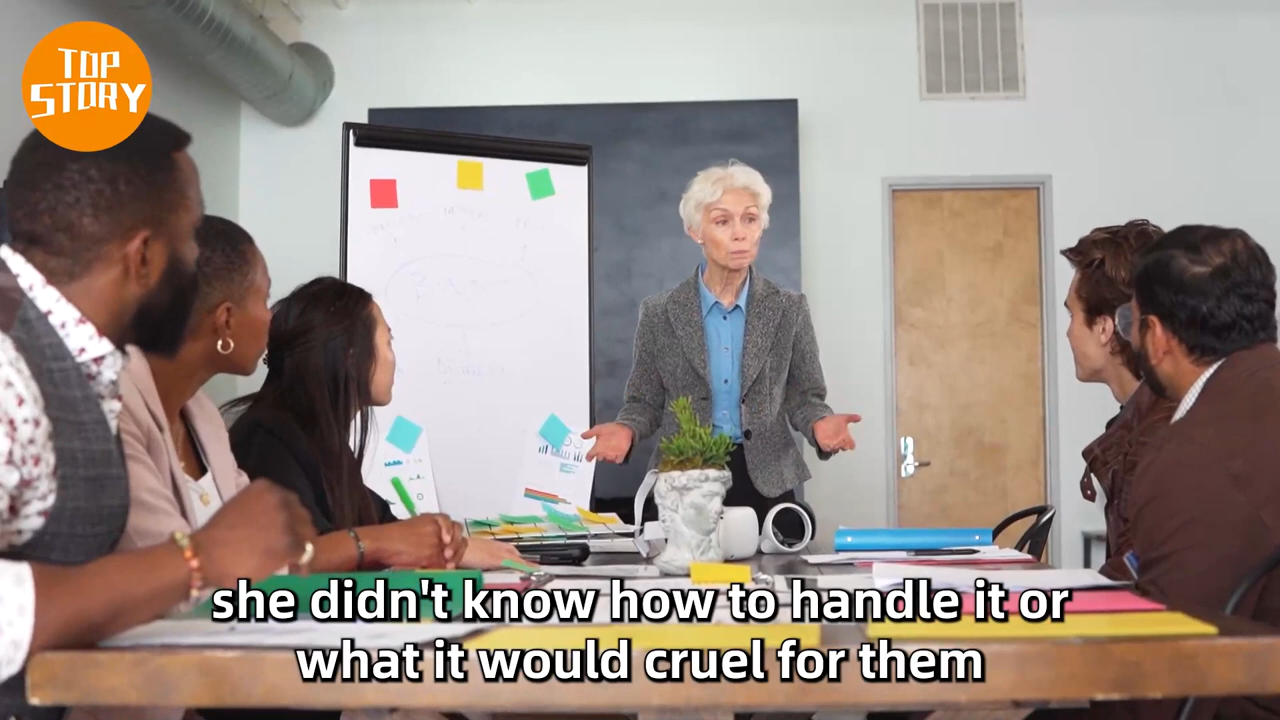 TOP
STORY
she didn't know how to handle it or
what it would cruel for them